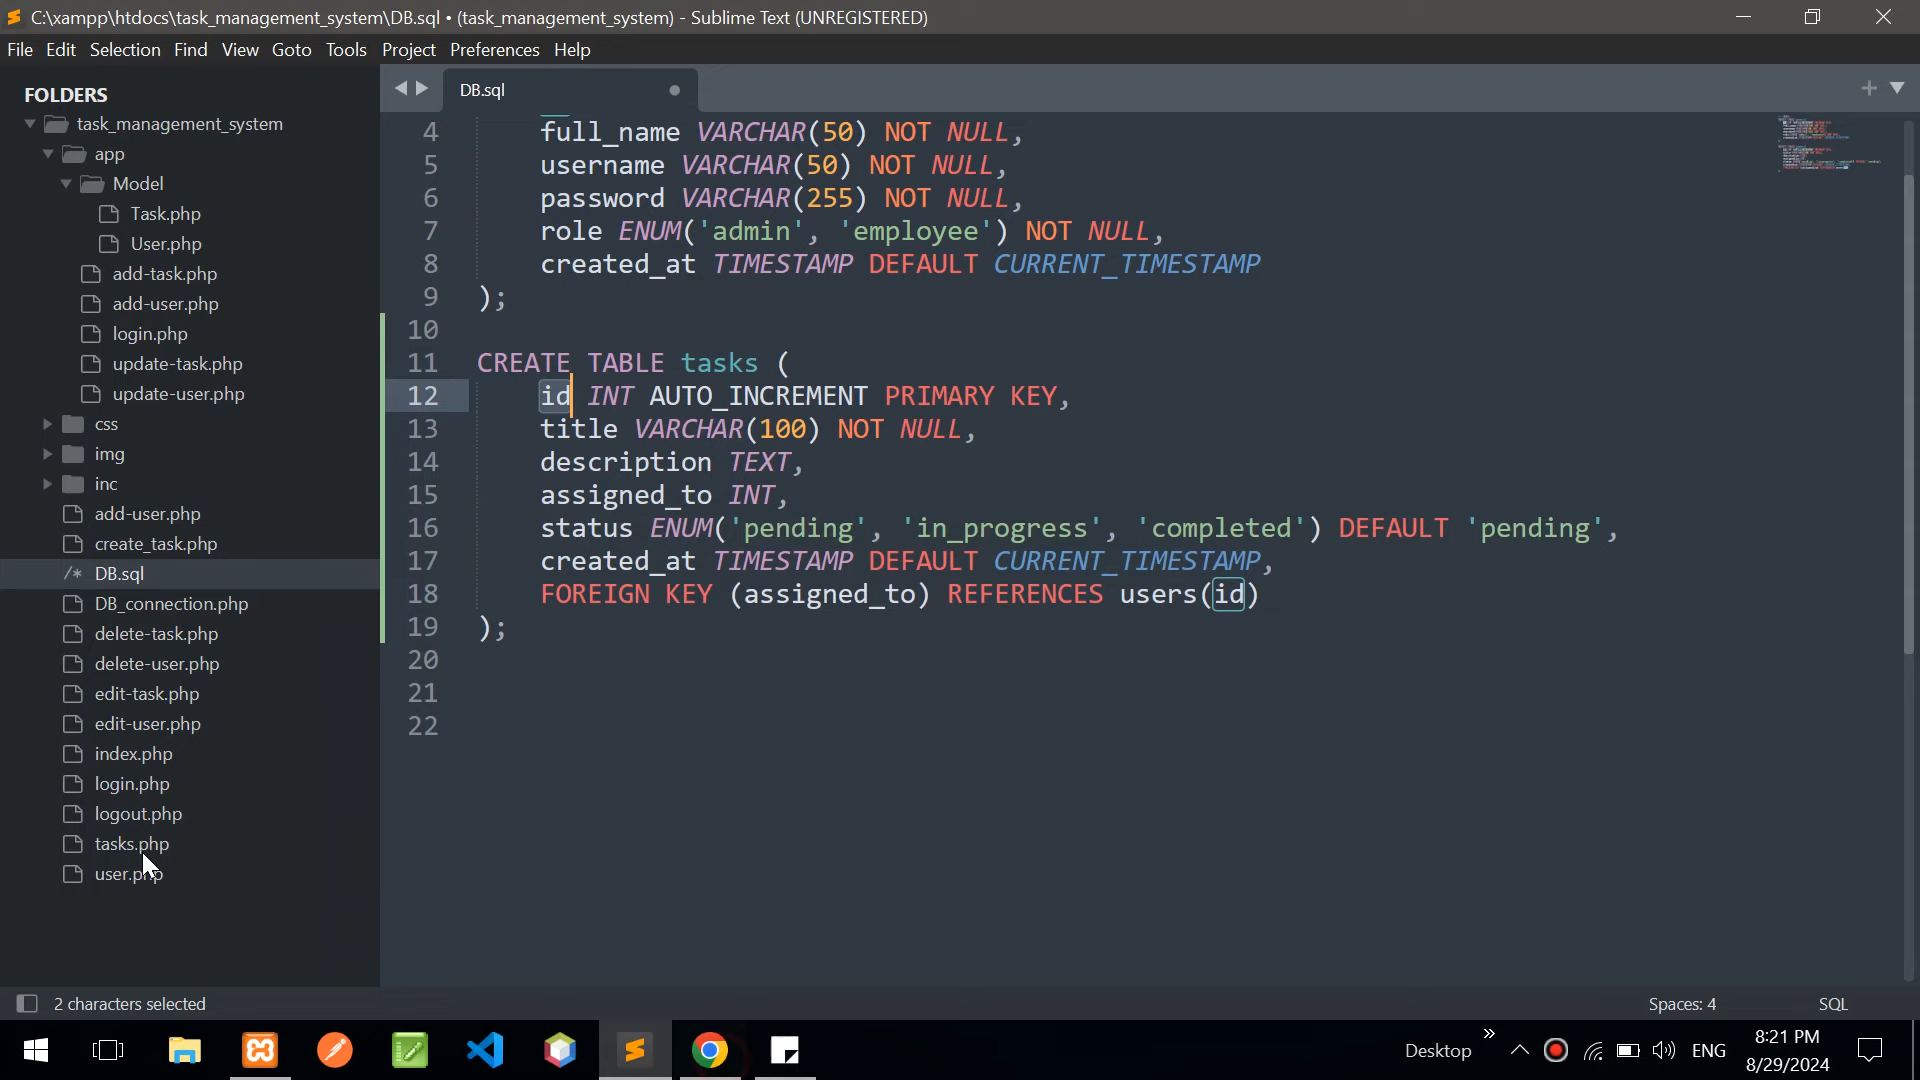 C:\xampp\htdocs\task_management_system\DB.sql • (task_management_system) - Sublime Text (UNREGISTERED)
File Edit Selection Find View Goto Tools Project Preferences Help
FOLDERS
task_management_system
app
Model
Task.php
User.php
add-task.php
add-user.php
login.php
update-task.php
update-user.php
css
img
inc
add-user.php
create_task.php
/* DB.sql
DB_connection.php
delete-task.php
delete-user.php
edit-task.php
edit-user.php
index.php
login.php
logout.php
tasks.php
user.php
DB.sql
4 full_name VARCHAR(50) NOT NULL,
5 username VARCHAR(50) NOT NULL,
6 password VARCHAR(255) NOT NULL,
7 role ENUM('admin', 'employee') NOT NULL,
8 created_at TIMESTAMP DEFAULT CURRENT_TIMESTAMP
9 );
10
11 CREATE TABLE tasks (
12 id INT AUTO_INCREMENT PRIMARY KEY,
13 title VARCHAR(100) NOT NULL,
14 description TEXT,
15 assigned_to INT,
16 status ENUM('pending', 'in_progress', 'completed') DEFAULT 'pending',
17 created_at TIMESTAMP DEFAULT CURRENT_TIMESTAMP,
18 FOREIGN KEY (assigned_to) REFERENCES users(id)
19 );
20
21
22
2 characters selected
Spaces: 4 SQL
Desktop » ENG
8:21 PM
8/29/2024